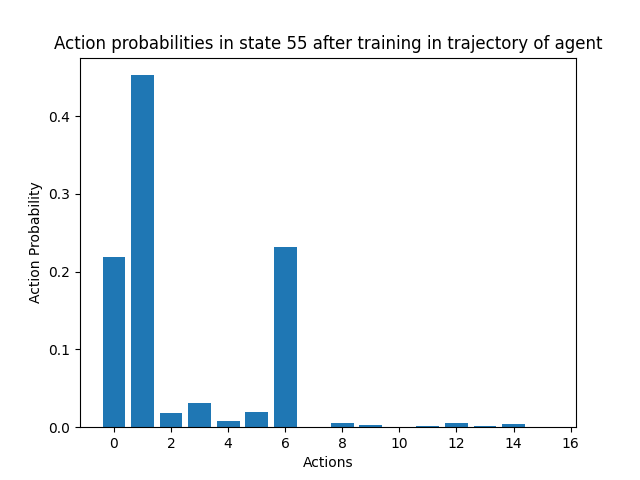 Action probabilities in state 55 after training in trajectory of agent
0.4
0.3
0.2
0.1
0.0
Action Probability
0 2 4 6 8 10 12 14 16
Actions